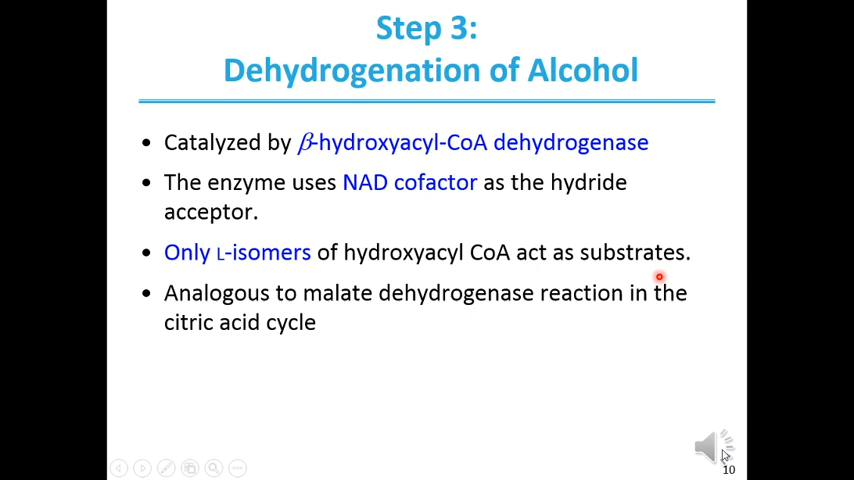 Step 3:
Dehydrogenation of Alcohol
• Catalyzed by β-hydroxyacyl-CoA dehydrogenase
• The enzyme uses NAD cofactor as the hydride
acceptor.
• Only L-isomers of hydroxyacyl CoA act as substrates.
• Analogous to malate dehydrogenase reaction in the
citric acid cycle
10